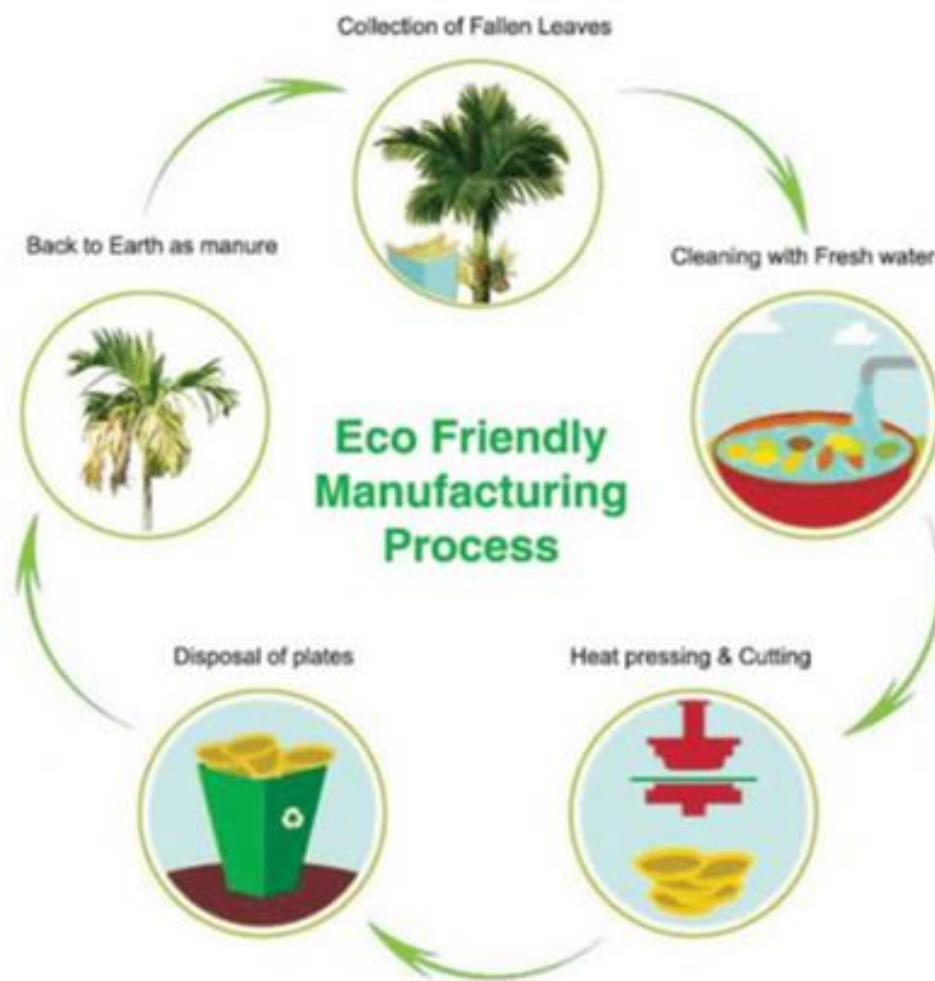 Collection of Fallen Leaves
Back to Earth as manure
Cleaning with Fresh water
Eco Friendly
Manufacturing
Process
Disposal of plates
Heat pressing & Cutting